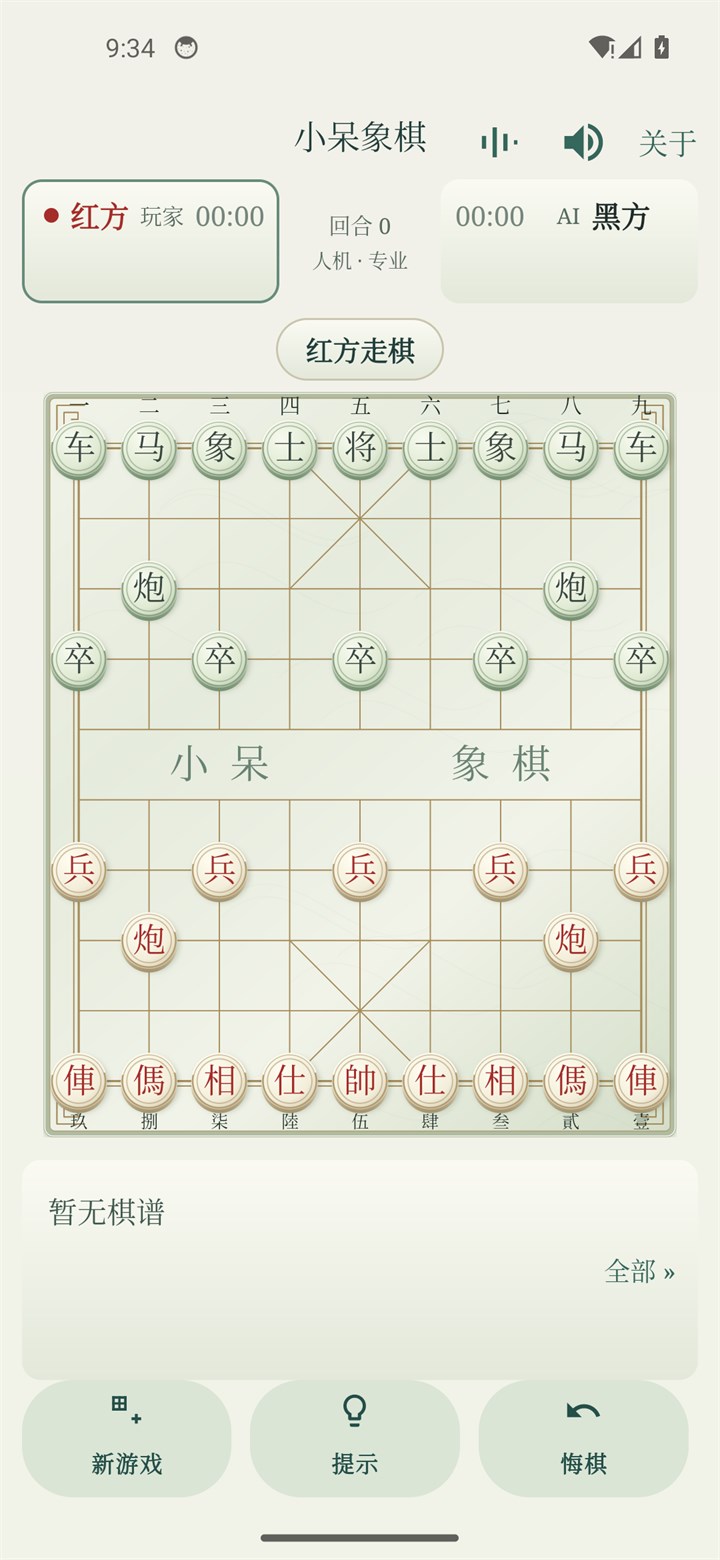 9:34
小呆象棋 关于
红方 玩家 00:00
回合 0
人机 · 专业
00:00 AI 黑方
红方走棋
一 二 三 四 五 六 七 八 九
车 马 象 士 将 士 象 马 车
炮 炮
卒 卒 卒 卒 卒
小呆 象棋
兵 兵 兵 兵 兵
炮 炮
俥 傌 相 仕 帥 仕 相 傌 俥
玖 捌 柒 陸 伍 肆 叁 貳 壹
暂无棋谱
全部 »
新游戏 提示 悔棋